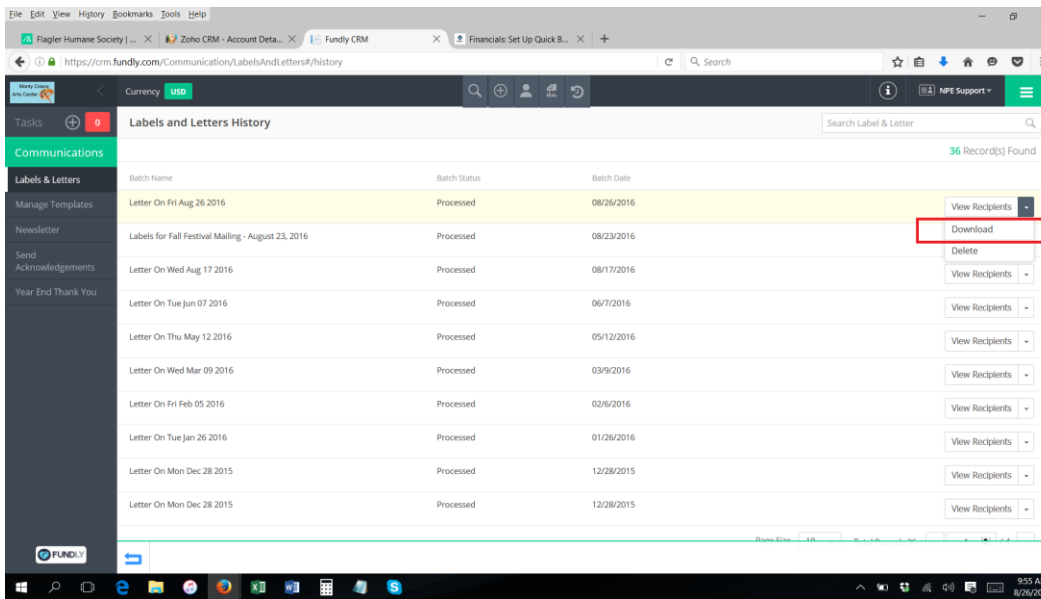 File Edit View History Bookmarks Tools Help
Flagler Humane Society | ... Zoho CRM - Account Deta... Fundly CRM Financials: Set Up Quick B...
https://crm.fundly.com/Communication/LabelsAndLetters#/history Search
Currency USD NPE Support
Tasks 0 Labels and Letters History Search Label & Letter
Communications 36 Record(s) Found
Labels & Letters Batch Name Batch Status Batch Date
Manage Templates Letter On Fri Aug 26 2016 Processed 08/26/2016 View Recipients
Download
Newsletter Labels for Fall Festival Mailing - August 23, 2016 Processed 08/23/2016
Delete
Send
Acknowledgements Letter On Wed Aug 17 2016 Processed 08/17/2016 View Recipients
Year End Thank You
Letter On Tue Jun 07 2016 Processed 06/7/2016 View Recipients
Letter On Thu May 12 2016 Processed 05/12/2016 View Recipients
Letter On Wed Mar 09 2016 Processed 03/9/2016 View Recipients
Letter On Fri Feb 05 2016 Processed 02/6/2016 View Recipients
Letter On Tue Jan 26 2016 Processed 01/26/2016 View Recipients
Letter On Mon Dec 28 2015 Processed 12/28/2015 View Recipients
Letter On Mon Dec 28 2015 Processed 12/28/2015 View Recipients
Page Size 10
FUNDLY
9:55 A
8/26/20